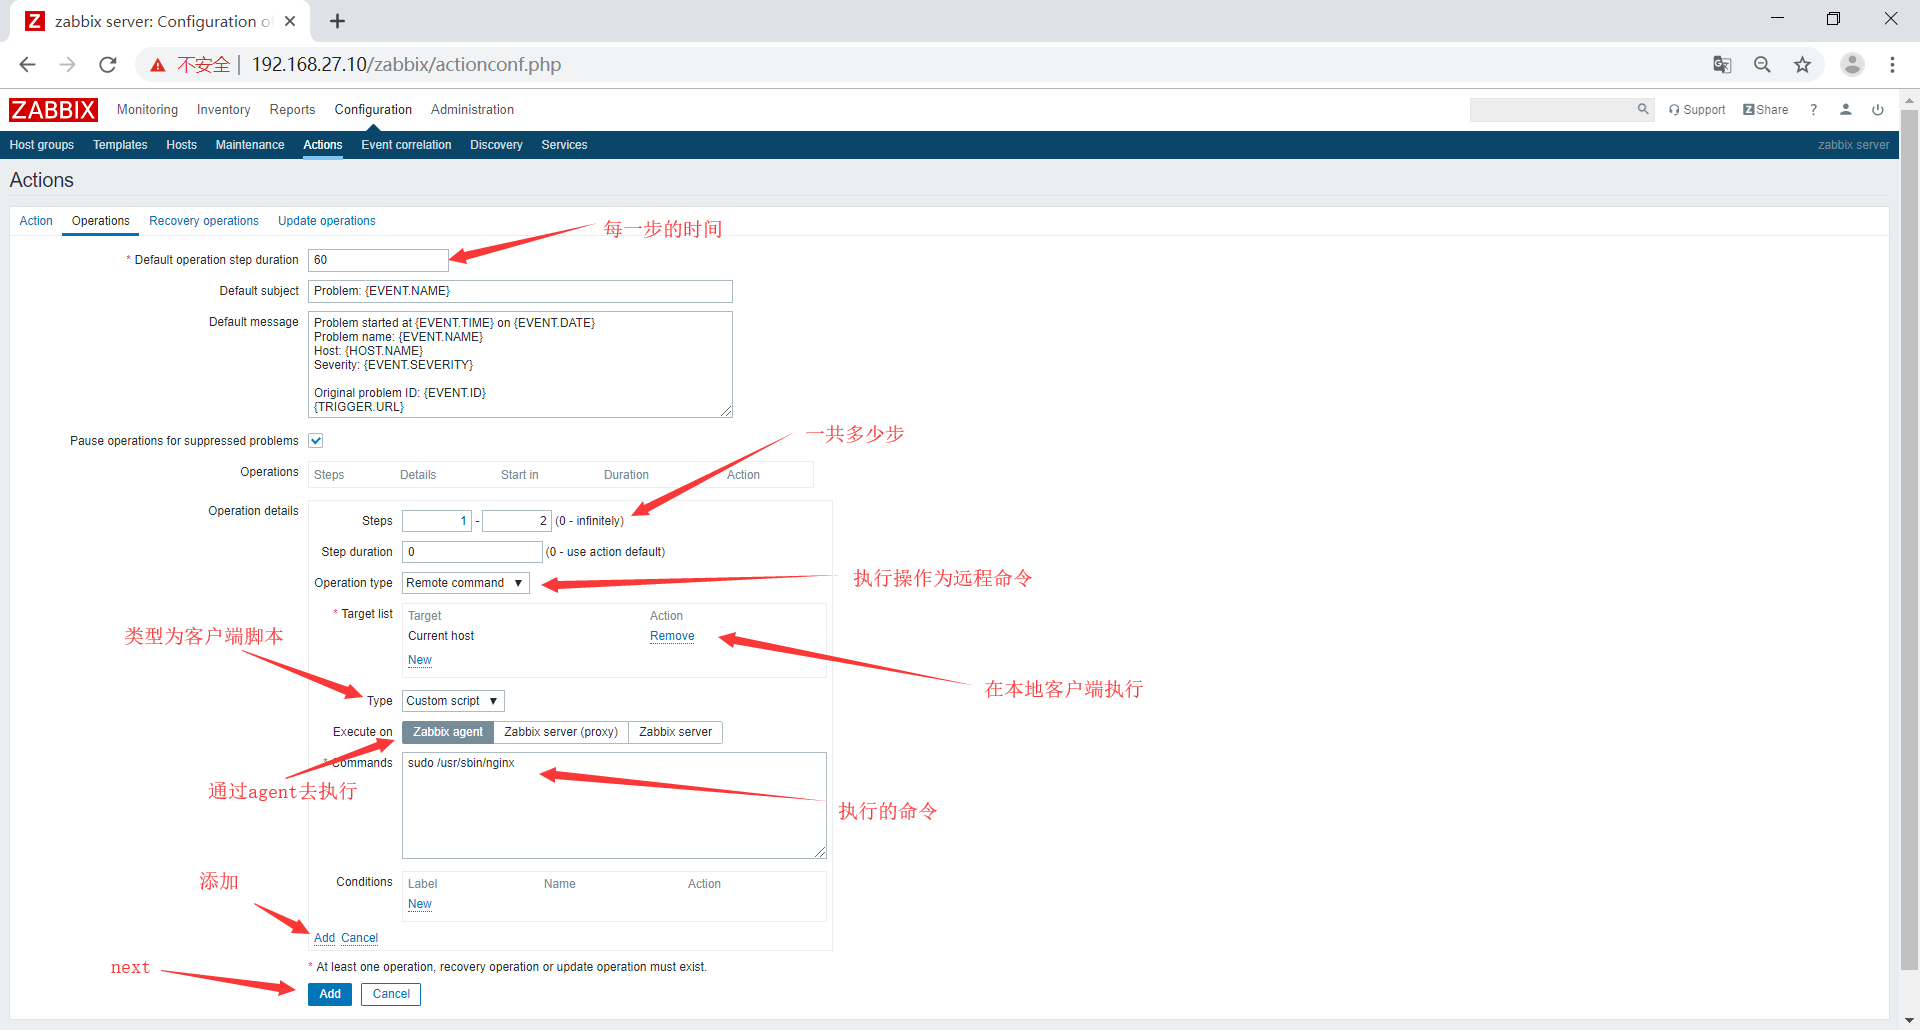 zabbix server: Configuration o
不安全 | 192.168.27.10/zabbix/actionconf.php
ZABBIX Monitoring Inventory Reports Configuration Administration Support Z Share ?
Host groups Templates Hosts Maintenance Actions Event correlation Discovery Services zabbix server
Actions
Action Operations Recovery operations Update operations
每一步的时间
* Default operation step duration 60
Default subject Problem: {EVENT.NAME}
Default message Problem started at {EVENT.TIME} on {EVENT.DATE}
Problem name: {EVENT.NAME}
Host: {HOST.NAME}
Severity: {EVENT.SEVERITY}
Original problem ID: {EVENT.ID}
{TRIGGER.URL}
一共多少步
Pause operations for suppressed problems
Operations Steps Details Start in Duration Action
Operation details
Steps 1 - 2 (0 - infinitely)
Step duration 0 (0 - use action default)
Operation type Remote command 执行操作为远程命令
* Target list Target Action
Current host Remove
类型为客户端脚本
New
在本地客户端执行
Type Custom script
Execute on Zabbix agent Zabbix server (proxy) Zabbix server
* Commands sudo /usr/sbin/nginx
通过agent去执行
执行的命令
添加
Conditions Label Name Action
New
Add Cancel
* At least one operation, recovery operation or update operation must exist.
next
Add Cancel